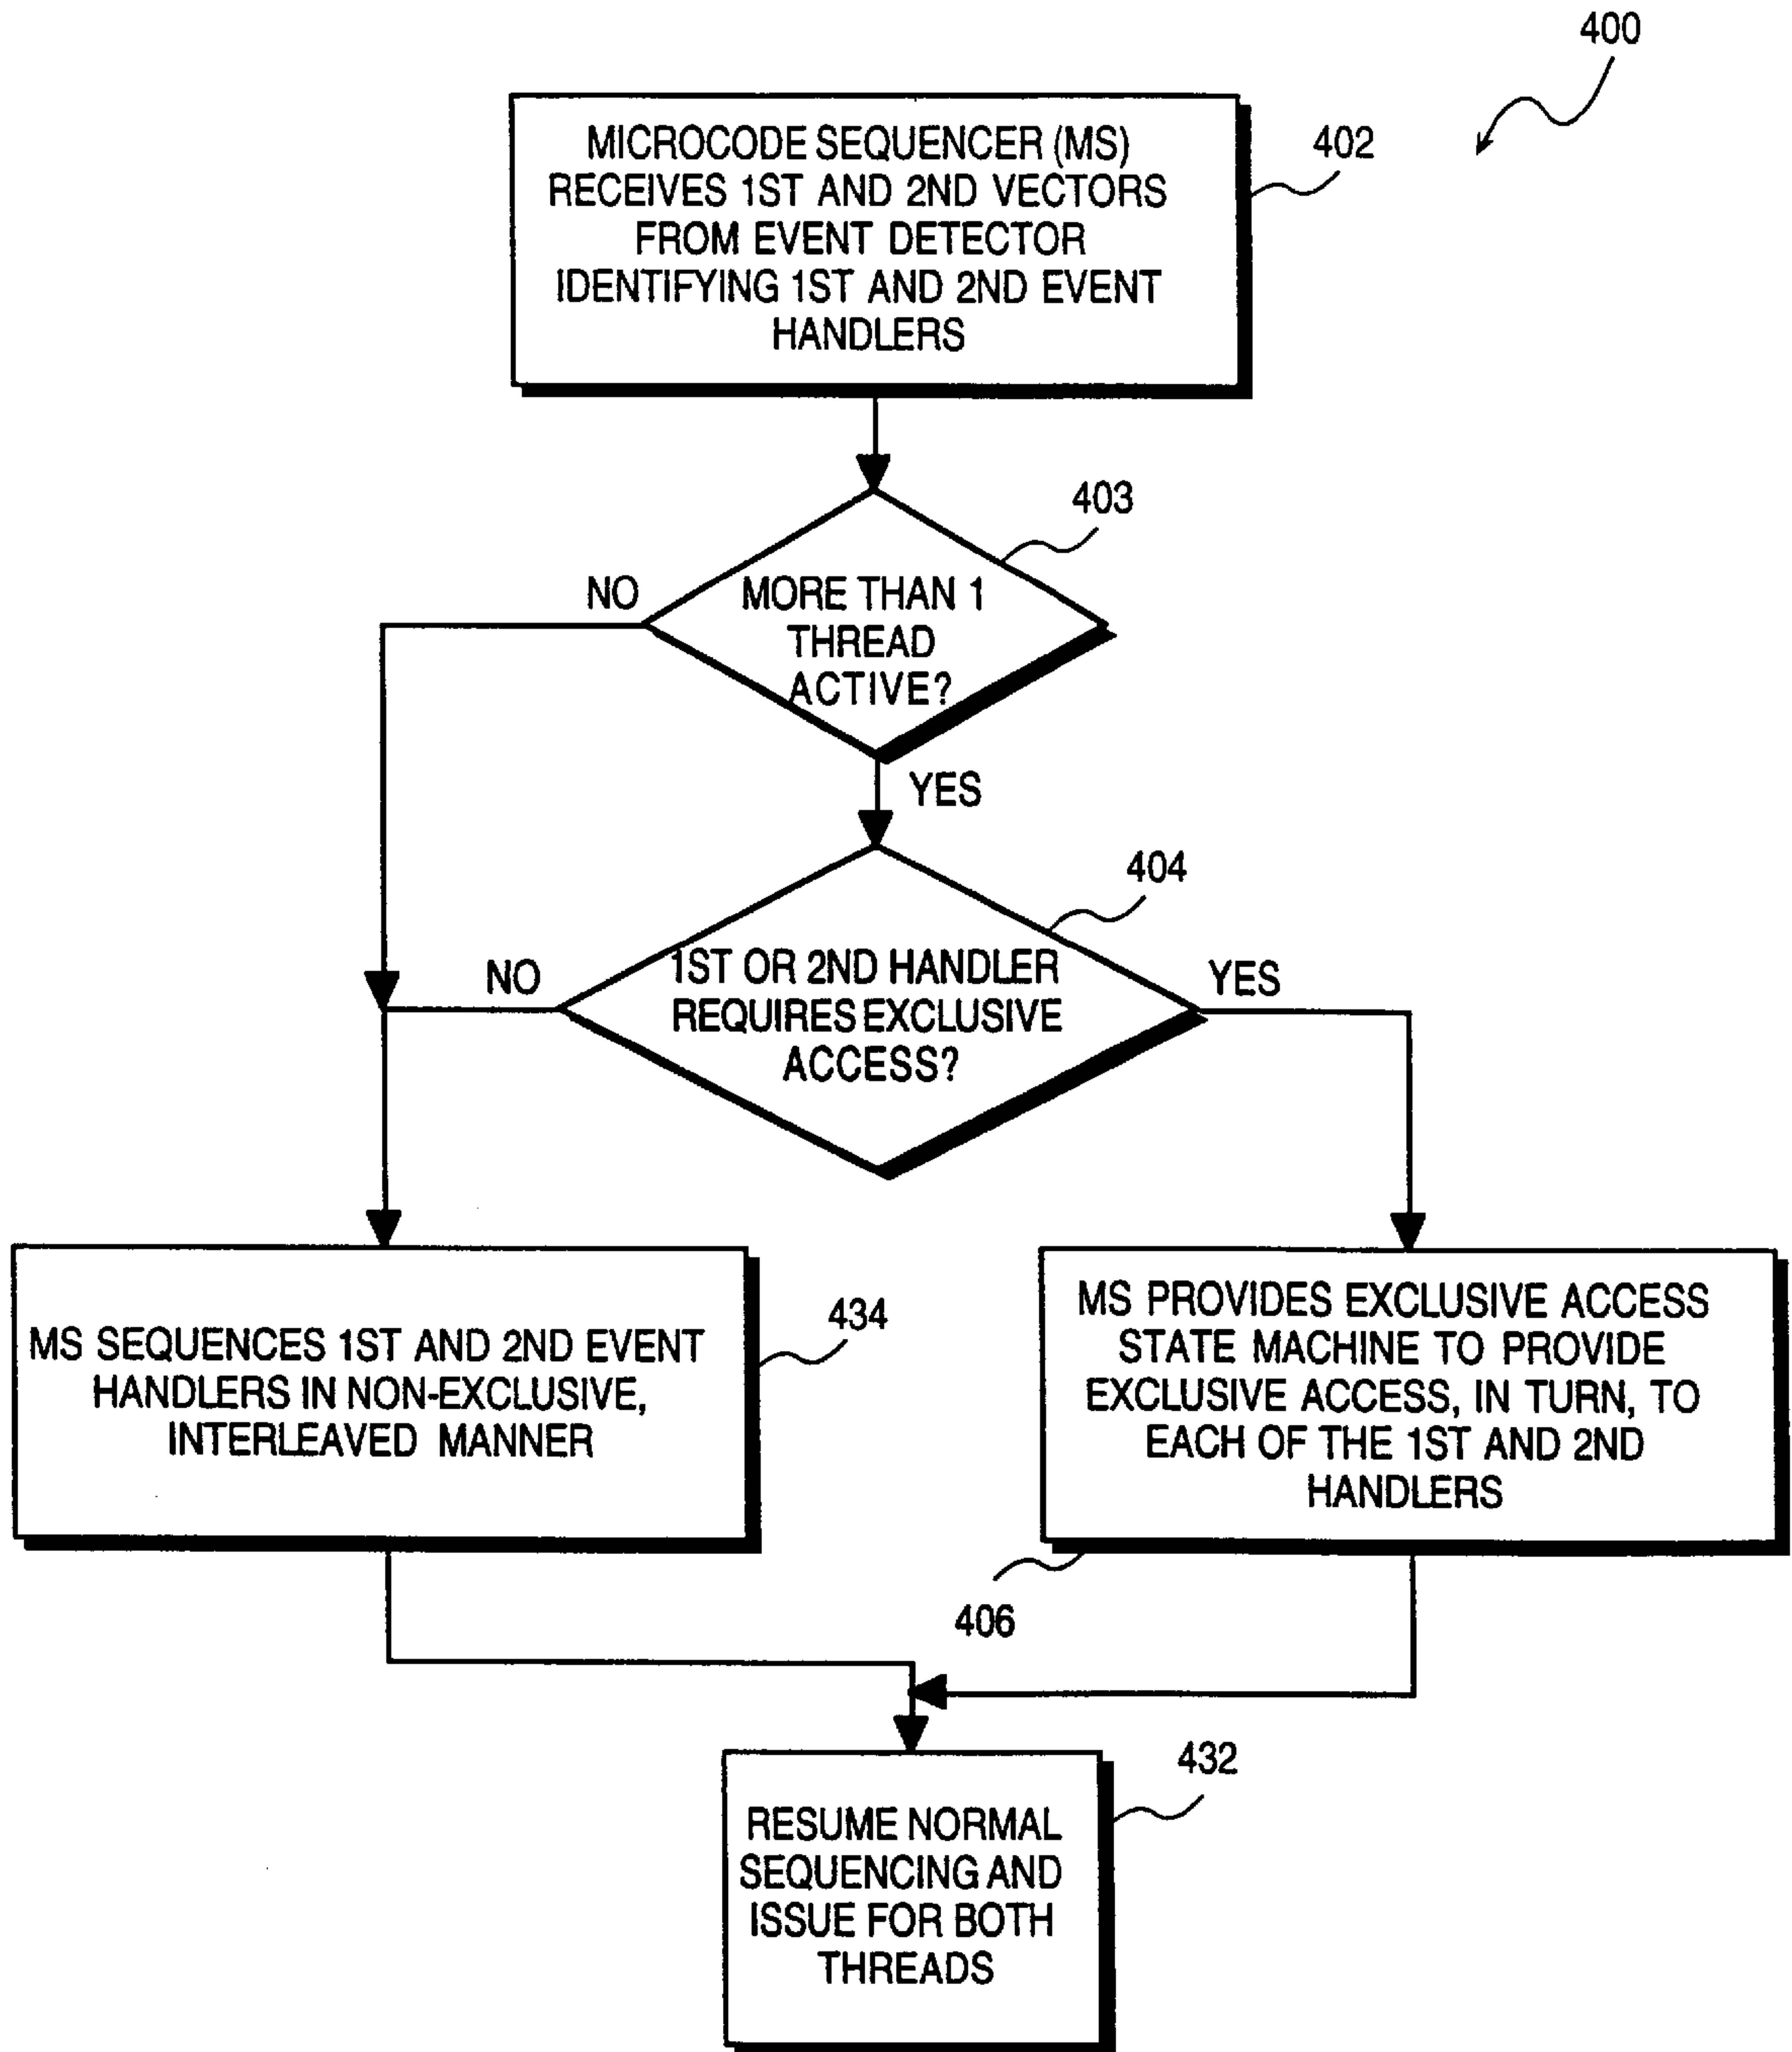 400
MICROCODE SEQUENCER (MS)
RECEIVES 1ST AND 2ND VECTORS
FROM EVENT DETECTOR
IDENTIFYING 1ST AND 2ND EVENT
HANDLERS
402
403
NO
MORE THAN 1
THREAD
ACTIVE?
YES
404
NO
1ST OR 2ND HANDLER
REQUIRES EXCLUSIVE
ACCESS?
YES
MS SEQUENCES 1ST AND 2ND EVENT
HANDLERS IN NON-EXCLUSIVE,
INTERLEAVED MANNER
434
MS PROVIDES EXCLUSIVE ACCESS
STATE MACHINE TO PROVIDE
EXCLUSIVE ACCESS, IN TURN, TO
EACH OF THE 1ST AND 2ND
HANDLERS
406
432
RESUME NORMAL
SEQUENCING AND
ISSUE FOR BOTH
THREADS